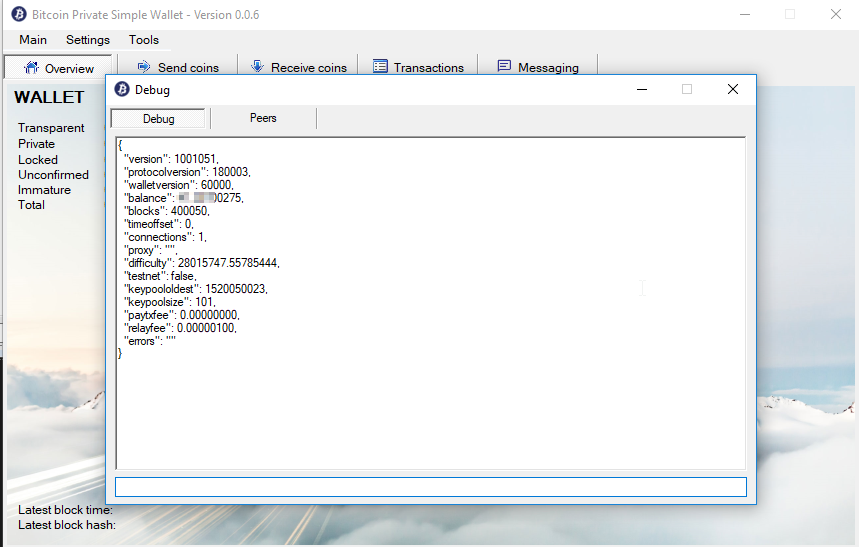 Bitcoin Private Simple Wallet - Version 0.0.6
Main Settings Tools
Overview Send coins Receive coins Transactions Messaging
WALLET
Transparent
Private
Locked
Unconfirmed
Immature
Total
Debug
Debug Peers
{
"version": 1001051,
"protocolversion": 180003,
"walletversion": 60000,
"balance": 00275,
"blocks": 400050,
"timeoffset": 0,
"connections": 1,
"proxy": "",
"difficulty": 28015747.55785444,
"testnet": false,
"keypoololdest": 1520050023,
"keypoolsize": 101,
"paytxfee": 0.00000000,
"relayfee": 0.00000100,
"errors": ""
}
Latest block time:
Latest block hash: